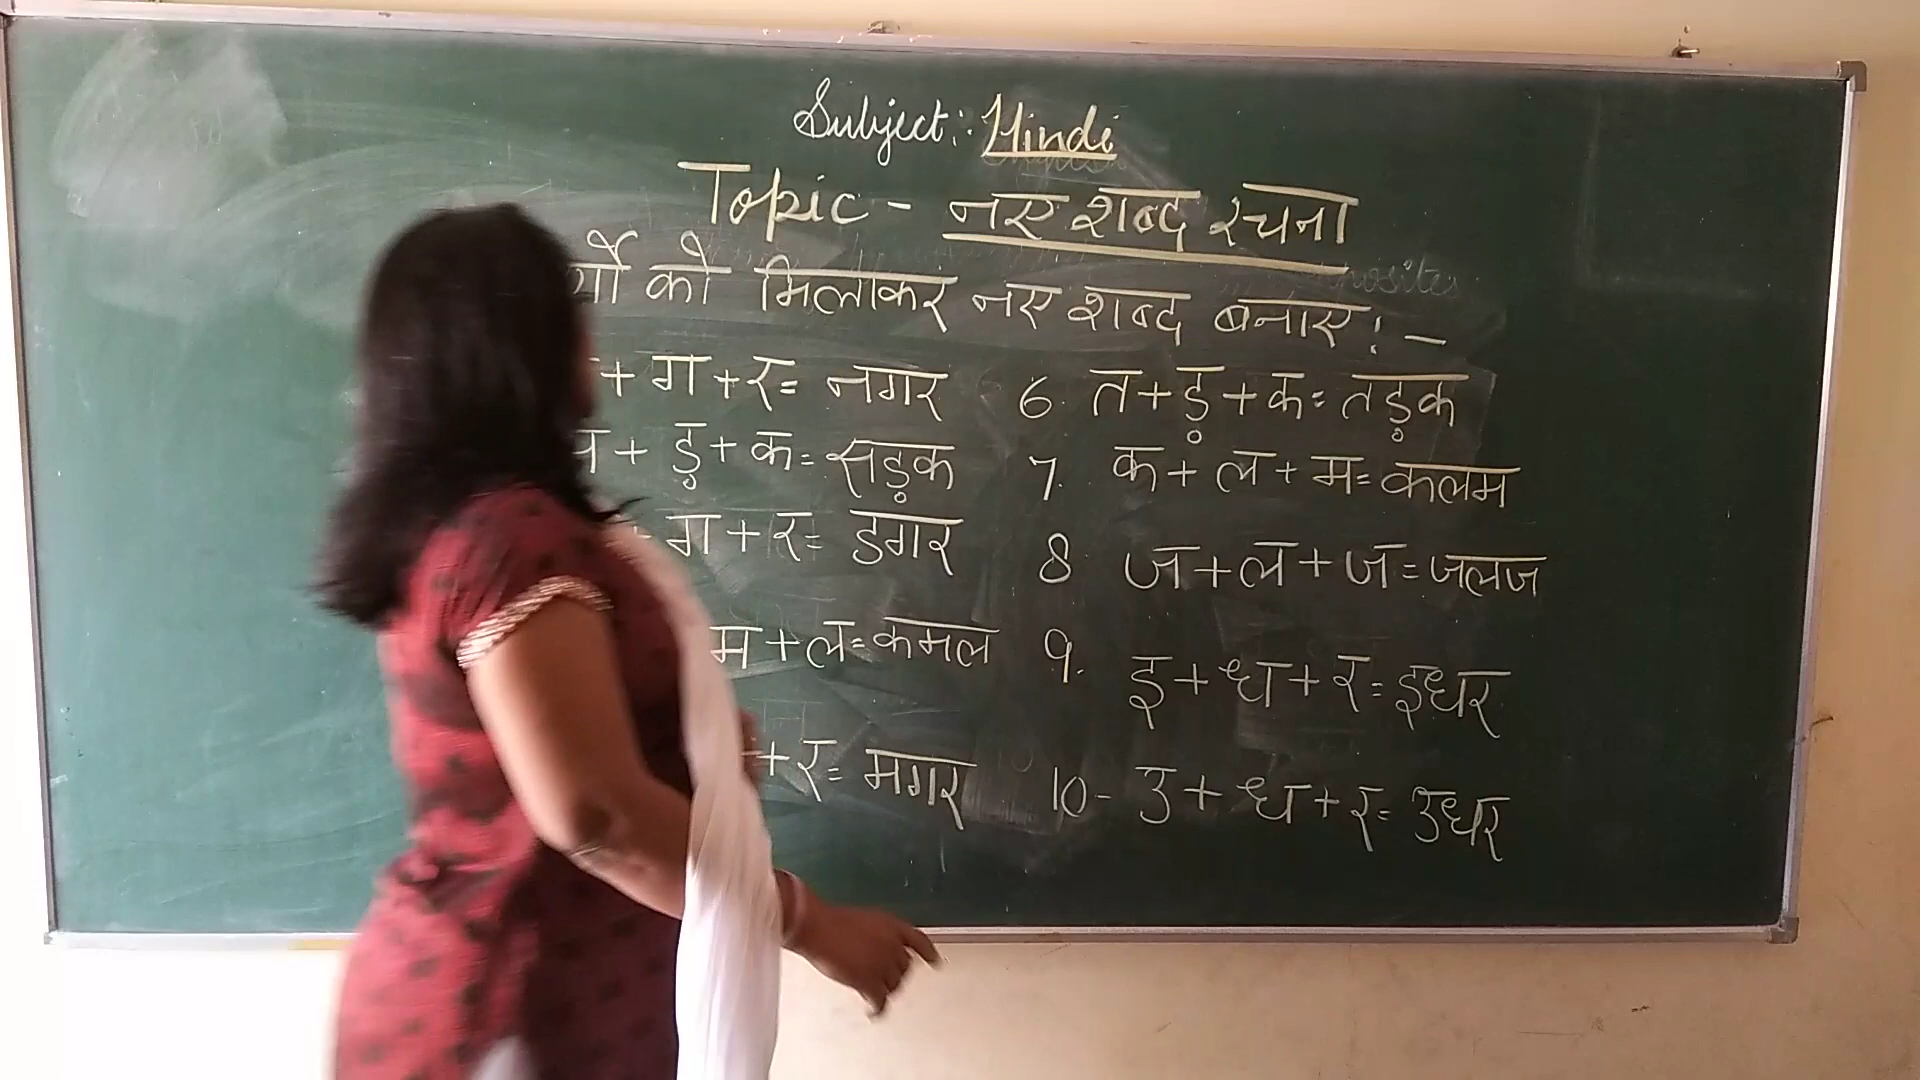 Subject: Hindi
Topic - नए शब्द रचना
को मिलाकर नए शब्द बनाए : -
+ ग + र = नगर
+ ड़ + क = सड़क
+ ग + र = डगर
म + ल = कमल
+ र = मगर
6. त + ड़ + क = तड़क
7. क + ल + म = कलम
8 ज + ल + ज = जलज
9. इ + ध + र = इधर
10 - उ + ध + र = उधर